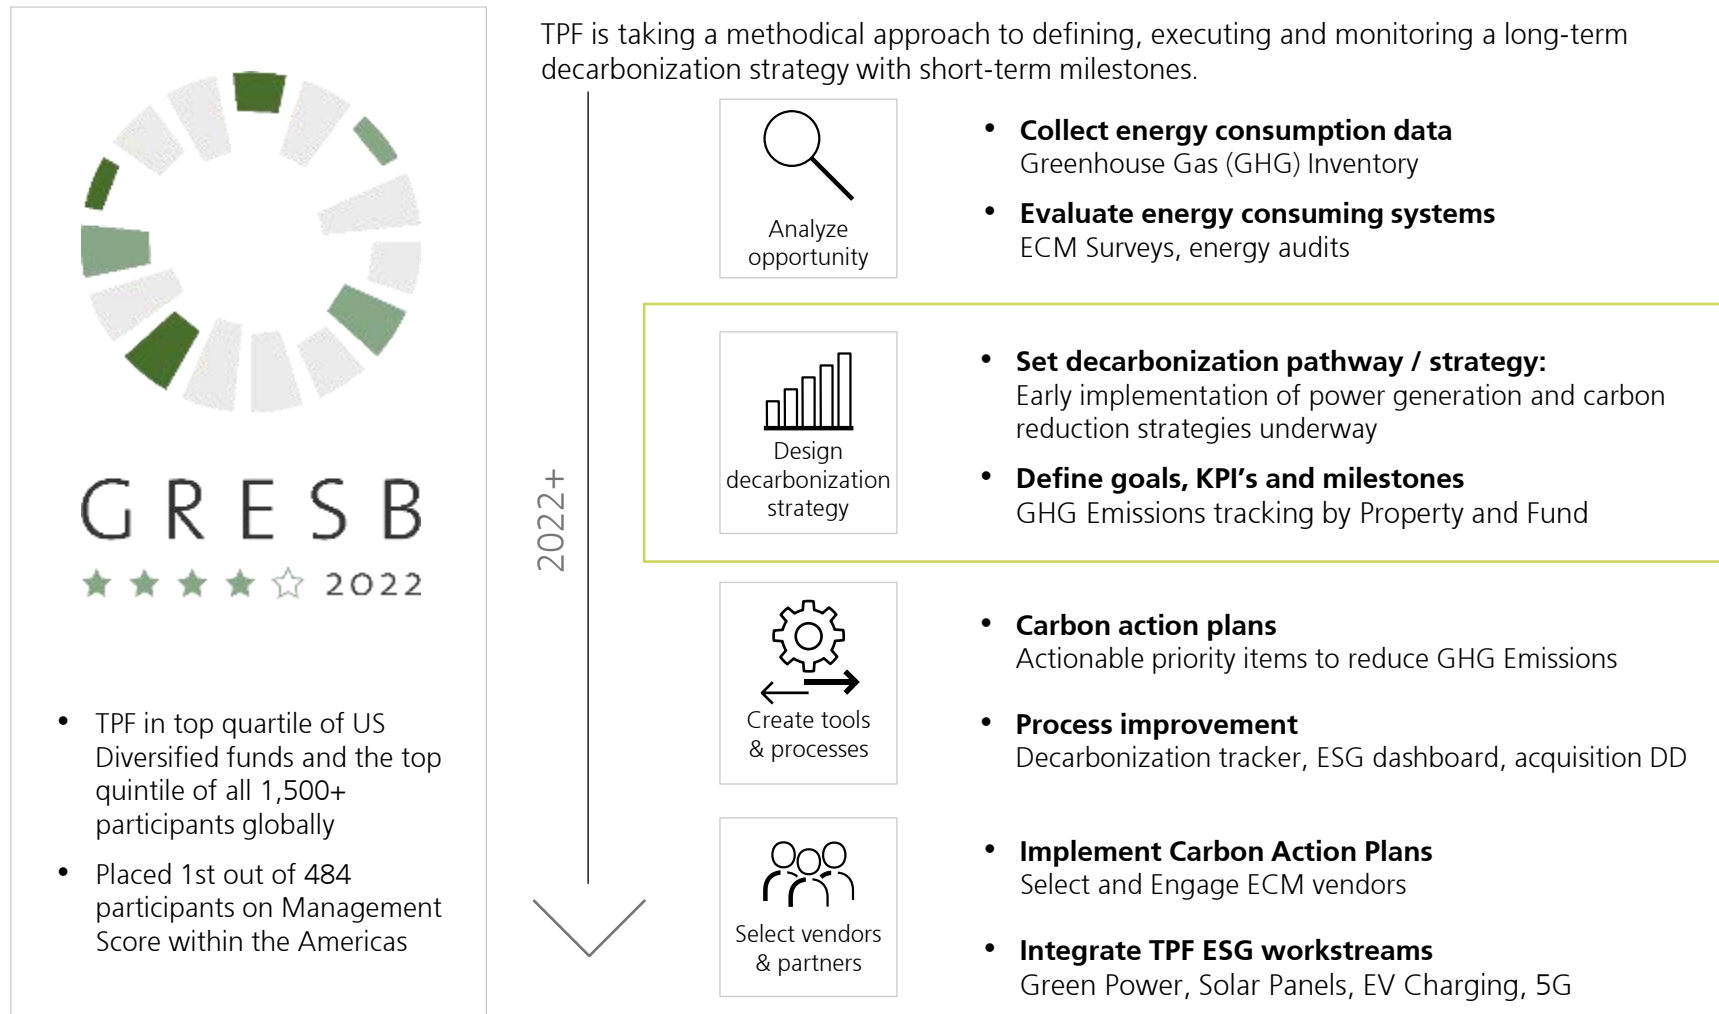 TPF is taking a methodical approach to defining, executing and monitoring a long-term
decarbonization strategy with short-term milestones.
GRESB
2022
• TPF in top quartile of US
Diversified funds and the top
quintile of all 1,500+
participants globally
• Placed 1st out of 484
participants on Management
Score within the Americas
2022+
Analyze
opportunity
• Collect energy consumption data
Greenhouse Gas (GHG) Inventory
• Evaluate energy consuming systems
ECM Surveys, energy audits
Design
decarbonization
strategy
• Set decarbonization pathway / strategy:
Early implementation of power generation and carbon
reduction strategies underway
• Define goals, KPI's and milestones
GHG Emissions tracking by Property and Fund
Create tools
& processes
• Carbon action plans
Actionable priority items to reduce GHG Emissions
• Process improvement
Decarbonization tracker, ESG dashboard, acquisition DD
Select vendors
& partners
• Implement Carbon Action Plans
Select and Engage ECM vendors
• Integrate TPF ESG workstreams
Green Power, Solar Panels, EV Charging, 5G